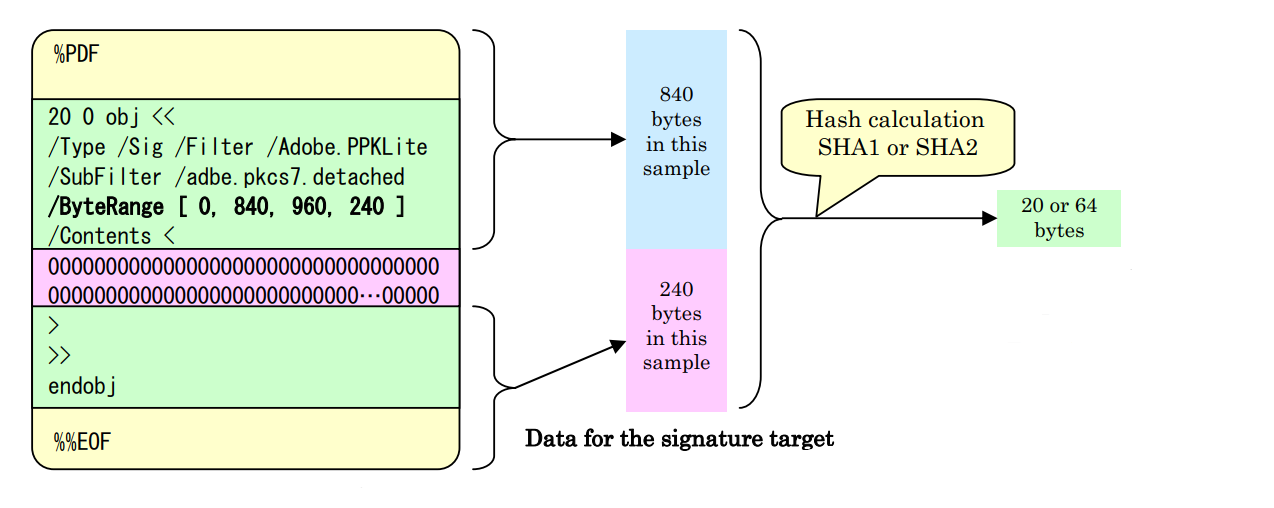 %PDF
20 0 obj <<
/Type /Sig /Filter /Adobe.PPKLite
/SubFilter /adbe.pkcs7.detached
/ByteRange [ 0, 840, 960, 240 ]
/Contents <
0000000000000000000000000000000000
000000000000000000000000000…00000
>
>>
endobj
%%EOF
840
bytes
in this
sample
240
bytes
in this
sample
Data for the signature target
Hash calculation
SHA1 or SHA2
20 or 64
bytes